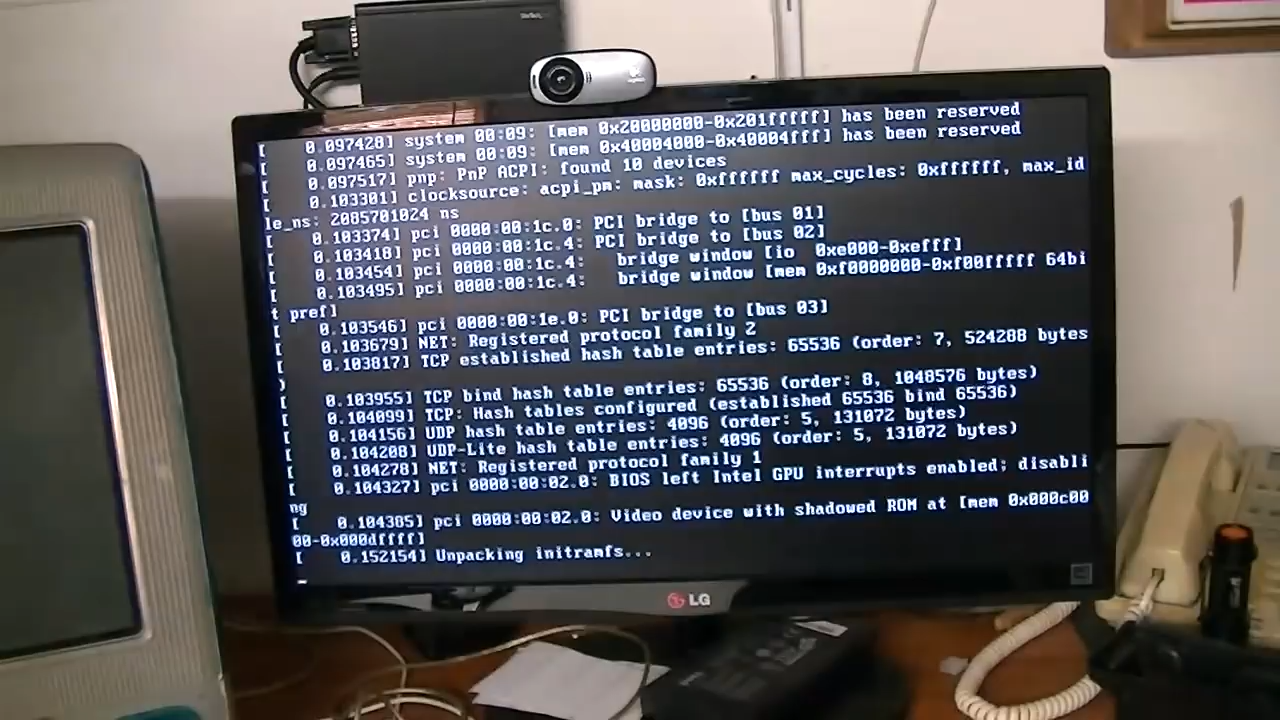 [    0.097428] system 00:09: [mem 0x20000000-0x201fffff] has been reserved
[    0.097465] system 00:09: [mem 0x40004000-0x40004fff] has been reserved
[    0.097517] pnp: PnP ACPI: found 10 devices
[    0.103301] clocksource: acpi_pm: mask: 0xffffff max_cycles: 0xffffff, max_id
le_ns: 2085701024 ns
[    0.103374] pci 0000:00:1c.0: PCI bridge to [bus 01]
[    0.103418] pci 0000:00:1c.4: PCI bridge to [bus 02]
[    0.103454] pci 0000:00:1c.4:   bridge window [io  0xe000-0xefff]
[    0.103495] pci 0000:00:1c.4:   bridge window [mem 0xf0000000-0xf00fffff 64bi
t pref]
[    0.103546] pci 0000:00:1e.0: PCI bridge to [bus 03]
[    0.103679] NET: Registered protocol family 2
[    0.103817] TCP established hash table entries: 65536 (order: 7, 524288 bytes
)
[    0.103955] TCP bind hash table entries: 65536 (order: 8, 1048576 bytes)
[    0.104099] TCP: Hash tables configured (established 65536 bind 65536)
[    0.104156] UDP hash table entries: 4096 (order: 5, 131072 bytes)
[    0.104208] UDP-Lite hash table entries: 4096 (order: 5, 131072 bytes)
[    0.104278] NET: Registered protocol family 1
[    0.104327] pci 0000:00:02.0: BIOS left Intel GPU interrupts enabled; disabli
ng
[    0.104385] pci 0000:00:02.0: Video device with shadowed ROM at [mem 0x000c00
00-0x000dffff]
[    0.152154] Unpacking initramfs...
LG